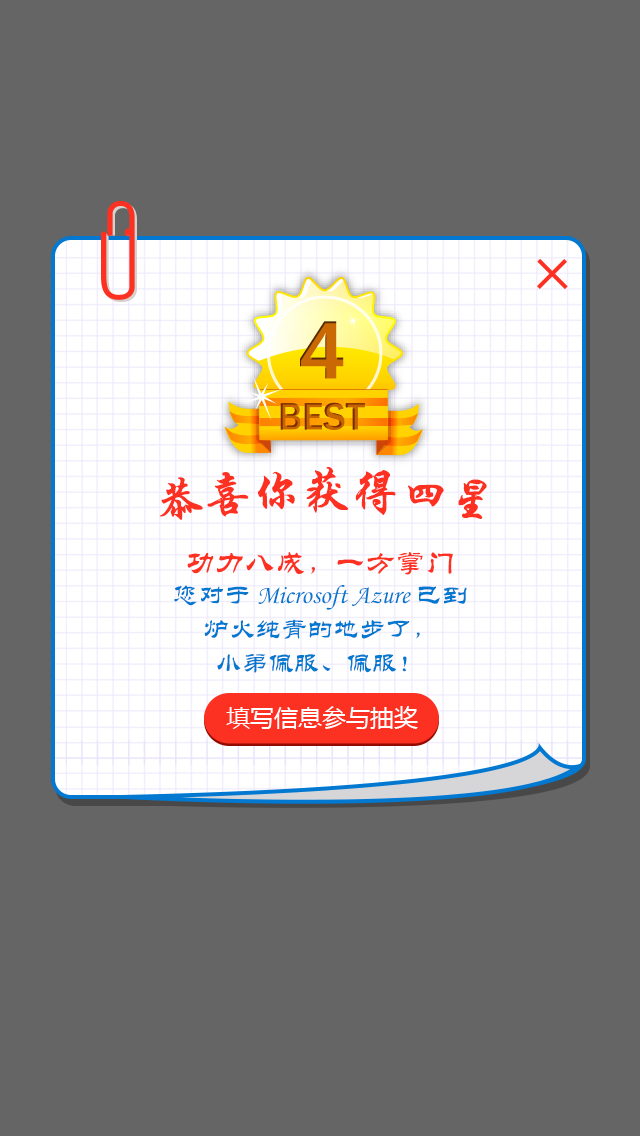 4
BEST
恭喜你获得四星
功力八成，一方掌门
您对于 Microsoft Azure 已到
炉火纯青的地步了，
小弟佩服、佩服！
填写信息参与抽奖